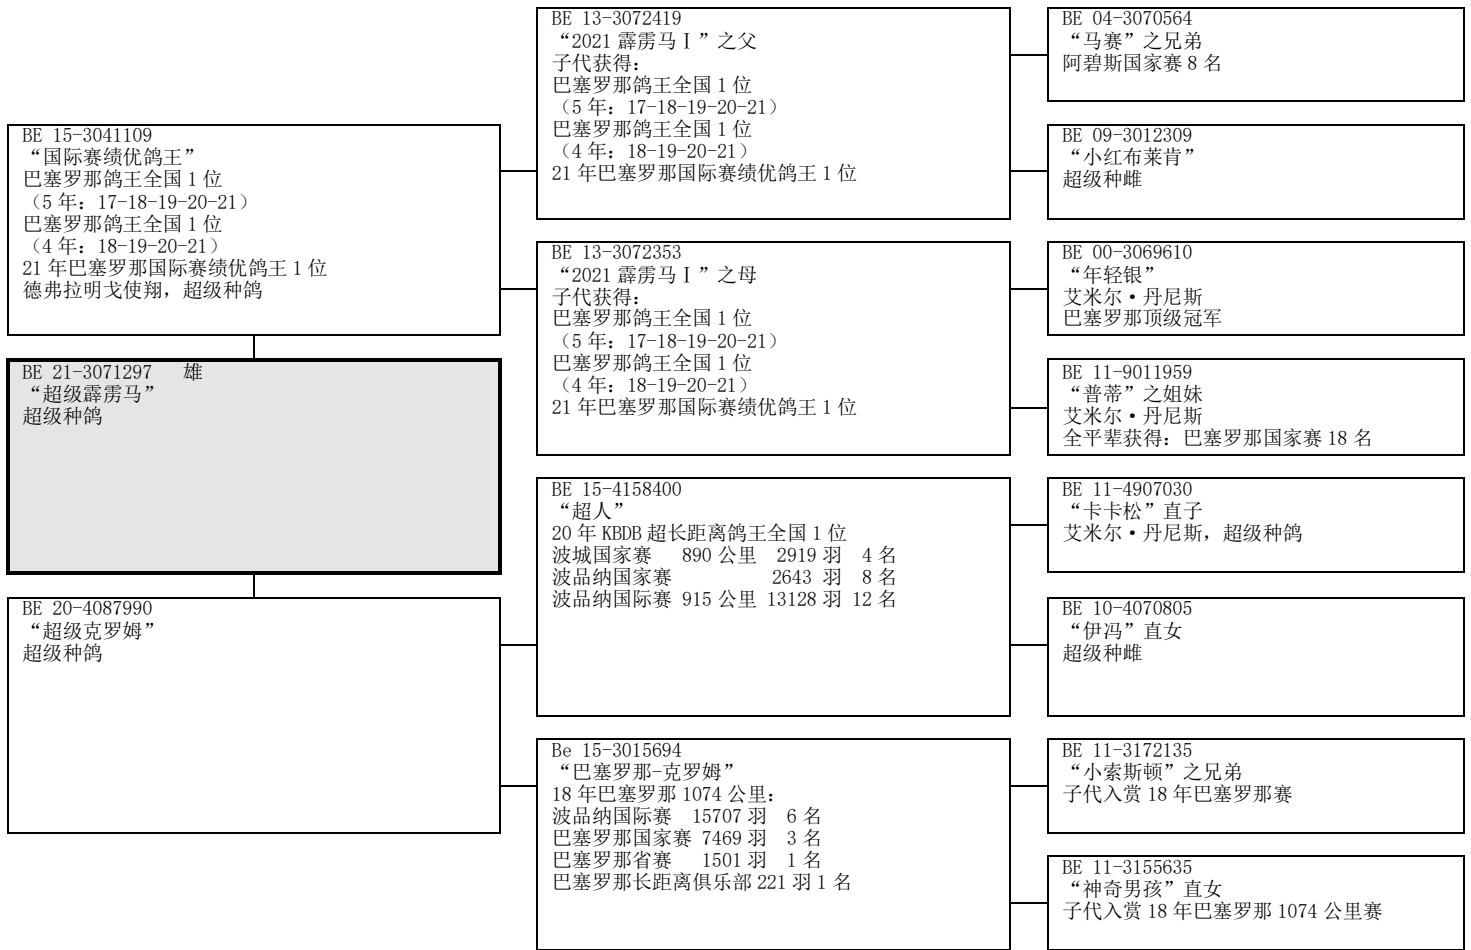 BE 15-3041109
“国际赛绩优鸽王”
巴塞罗那鸽王全国 1 位
（5 年：17-18-19-20-21）
巴塞罗那鸽王全国 1 位
（4 年：18-19-20-21）
21 年巴塞罗那国际赛绩优鸽王 1 位
德弗拉明戈使翔，超级种鸽
BE 21-3071297 雄
“超级霹雳马”
超级种鸽
BE 20-4087990
“超级克罗姆”
超级种鸽
BE 13-3072419
“2021 霹雳马Ⅰ”之父
子代获得：
巴塞罗那鸽王全国 1 位
（5 年：17-18-19-20-21）
巴塞罗那鸽王全国 1 位
（4 年：18-19-20-21）
21 年巴塞罗那国际赛绩优鸽王 1 位
BE 13-3072353
“2021 霹雳马Ⅰ”之母
子代获得：
巴塞罗那鸽王全国 1 位
（5 年：17-18-19-20-21）
巴塞罗那鸽王全国 1 位
（4 年：18-19-20-21）
21 年巴塞罗那国际赛绩优鸽王 1 位
BE 15-4158400
“超人”
20 年 KBDB 超长距离鸽王全国 1 位
波城国家赛 890 公里 2919 羽 4 名
波品纳国家赛 2643 羽 8 名
波品纳国际赛 915 公里 13128 羽 12 名
Be 15-3015694
“巴塞罗那-克罗姆”
18 年巴塞罗那 1074 公里：
波品纳国际赛 15707 羽 6 名
巴塞罗那国家赛 7469 羽 3 名
巴塞罗那省赛 1501 羽 1 名
巴塞罗那长距离俱乐部 221 羽 1 名
BE 04-3070564
“马赛”之兄弟
阿碧斯国家赛 8 名
BE 09-3012309
“小红布莱肯”
超级种雌
BE 00-3069610
“年轻银”
艾米尔·丹尼斯
巴塞罗那顶级冠军
BE 11-9011959
“普蒂”之姐妹
艾米尔·丹尼斯
全平辈获得：巴塞罗那国家赛 18 名
BE 11-4907030
“卡卡松”直子
艾米尔·丹尼斯，超级种鸽
BE 10-4070805
“伊冯”直女
超级种雌
BE 11-3172135
“小索斯顿”之兄弟
子代入赏 18 年巴塞罗那赛
BE 11-3155635
“神奇男孩”直女
子代入赏 18 年巴塞罗那 1074 公里赛